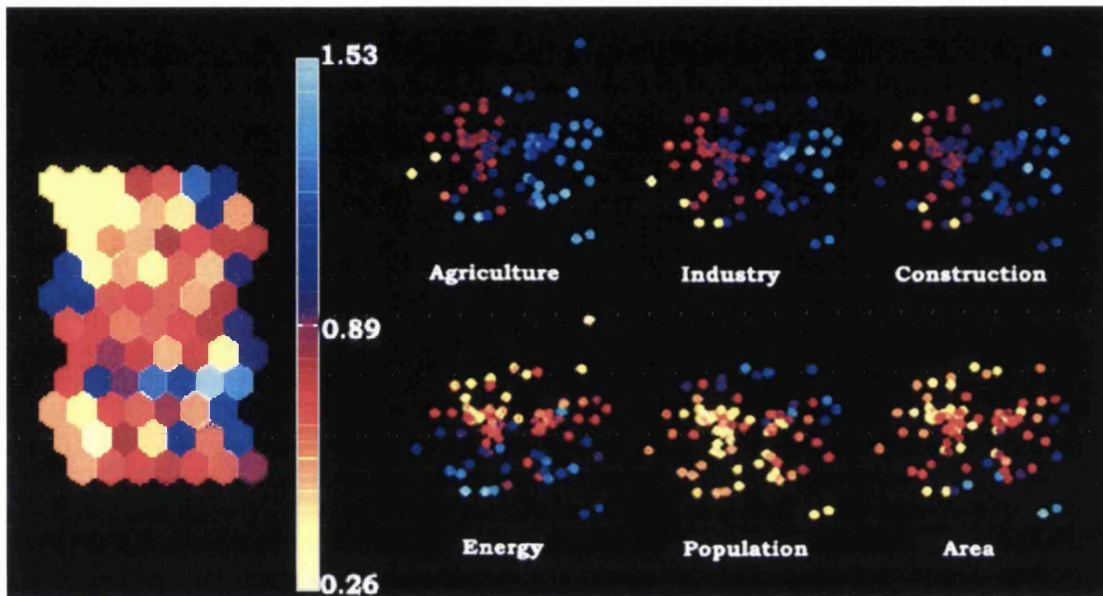 1.53
0.89
0.26
Agriculture
Industry
Construction
Energy
Population
Area